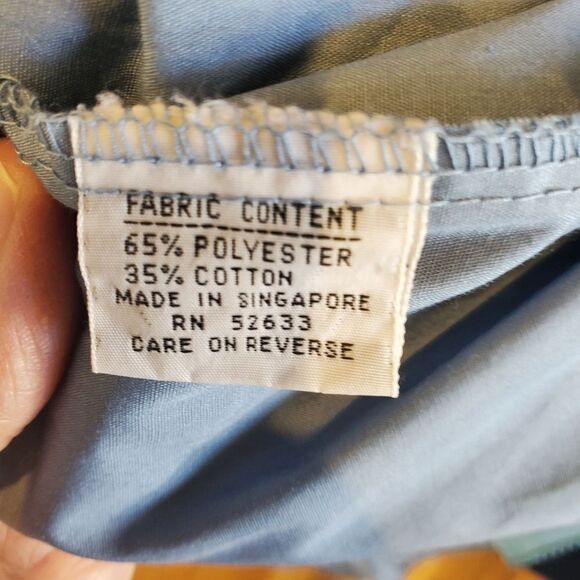 FABRIC CONTENT
65% POLYESTER
35% COTTON
MADE IN SINGAPORE
RN 52633
CARE ON REVERSE